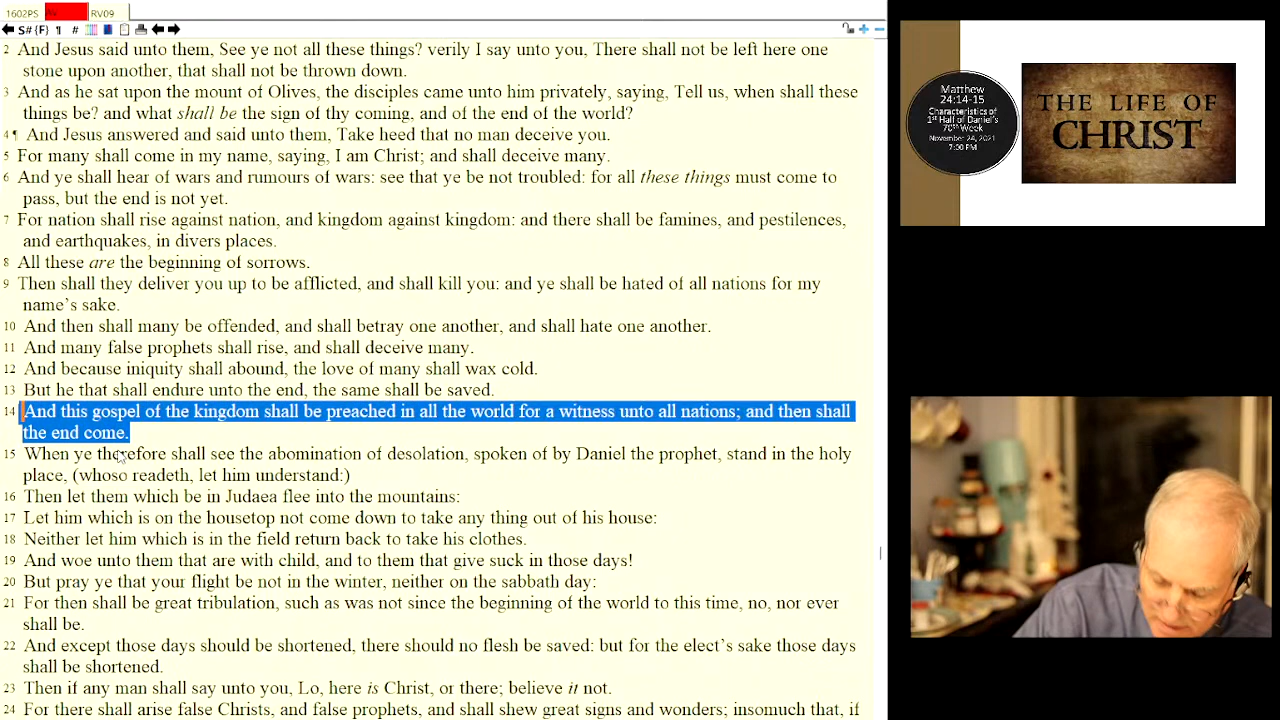 1602PS
RV09
S# {F} ¶ #
2 And Jesus said unto them, See ye not all these things? verily I say unto you, There shall not be left here one
stone upon another, that shall not be thrown down.
3 And as he sat upon the mount of Olives, the disciples came unto him privately, saying, Tell us, when shall these
things be? and what shall be the sign of thy coming, and of the end of the world?
4 ¶ And Jesus answered and said unto them, Take heed that no man deceive you.
5 For many shall come in my name, saying, I am Christ; and shall deceive many.
6 And ye shall hear of wars and rumours of wars: see that ye be not troubled: for all these things must come to
pass, but the end is not yet.
7 For nation shall rise against nation, and kingdom against kingdom: and there shall be famines, and pestilences,
and earthquakes, in divers places.
8 All these are the beginning of sorrows.
9 Then shall they deliver you up to be afflicted, and shall kill you: and ye shall be hated of all nations for my
name's sake.
10 And then shall many be offended, and shall betray one another, and shall hate one another.
11 And many false prophets shall rise, and shall deceive many.
12 And because iniquity shall abound, the love of many shall wax cold.
13 But he that shall endure unto the end, the same shall be saved.
14 And this gospel of the kingdom shall be preached in all the world for a witness unto all nations; and then shall
the end come.
15 When ye therefore shall see the abomination of desolation, spoken of by Daniel the prophet, stand in the holy
place, (whoso readeth, let him understand:)
16 Then let them which be in Judaea flee into the mountains:
17 Let him which is on the housetop not come down to take any thing out of his house:
18 Neither let him which is in the field return back to take his clothes.
19 And woe unto them that are with child, and to them that give suck in those days!
20 But pray ye that your flight be not in the winter, neither on the sabbath day:
21 For then shall be great tribulation, such as was not since the beginning of the world to this time, no, nor ever
shall be.
22 And except those days should be shortened, there should no flesh be saved: but for the elect's sake those days
shall be shortened.
23 Then if any man shall say unto you, Lo, here is Christ, or there; believe it not.
24 For there shall arise false Christs, and false prophets, and shall shew great signs and wonders; insomuch that, if
Matthew
24:14-15
Characteristics of
1st Half of Daniel's
70th Week
November 24, 2021
7:00 PM
THE LIFE OF
CHRIST